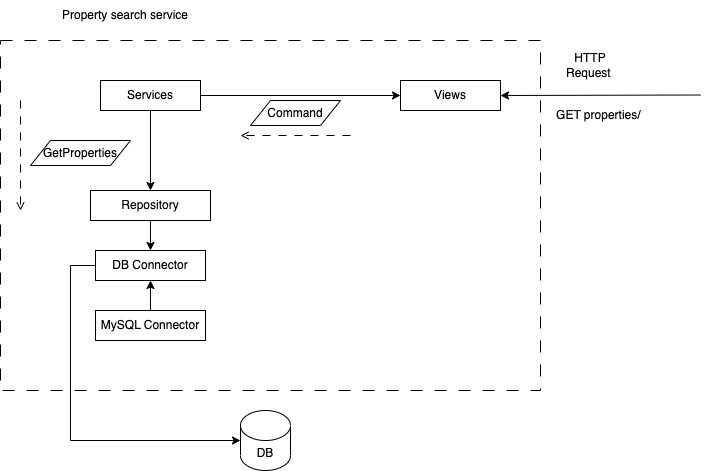 Property search service
HTTP
Request
Services
Views
Command
GET properties/
GetProperties
Repository
DB Connector
MySQL Connector
DB